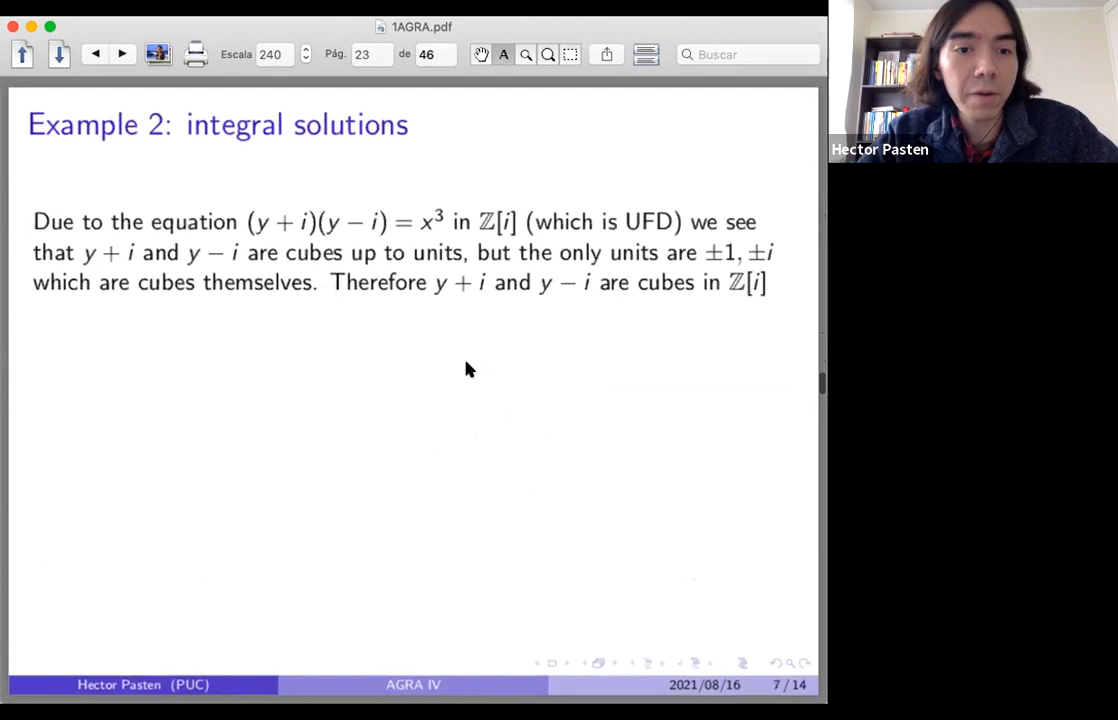 1AGRA.pdf
Escala 240 Pág. 23 de 46 A Buscar
Example 2: integral solutions
Due to the equation (y + i)(y − i) = x³ in ℤ[i] (which is UFD) we see
that y + i and y − i are cubes up to units, but the only units are ±1, ±i
which are cubes themselves. Therefore y + i and y − i are cubes in ℤ[i]
Hector Pasten (PUC) AGRA IV 2021/08/16 7 / 14
Hector Pasten